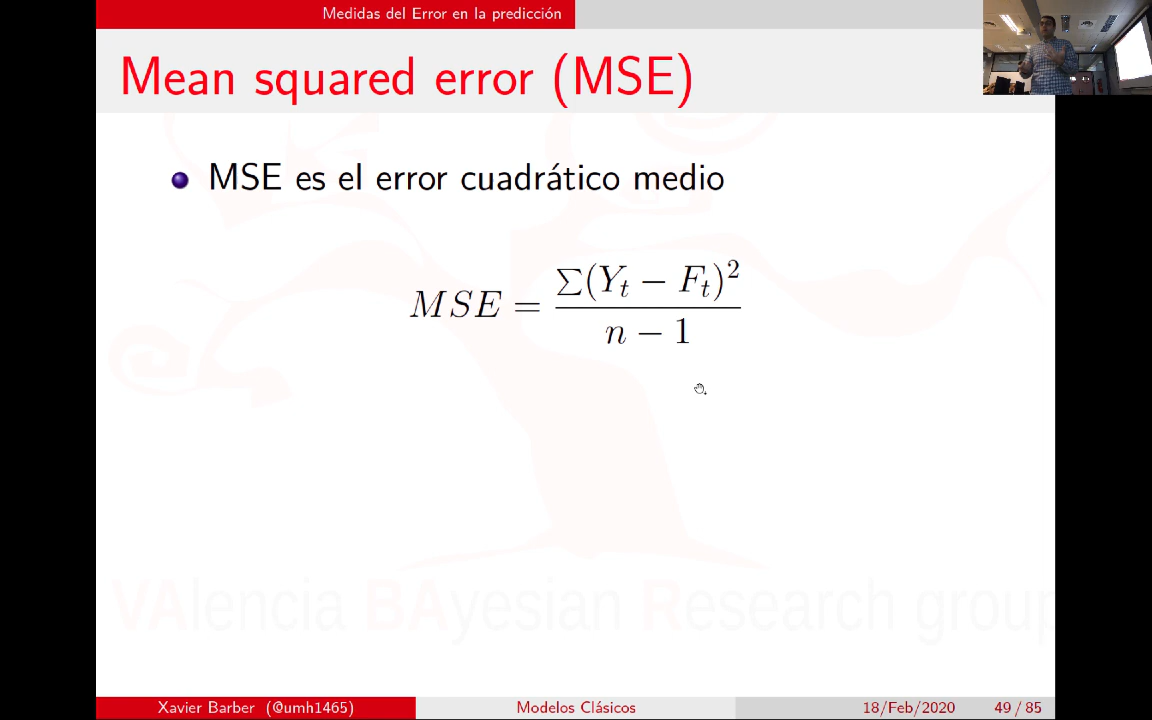 Medidas del Error en la predicción
Mean squared error (MSE)
MSE es el error cuadrático medio
MSE = ∑(Y_t − F_t)^2 / n − 1
VAlencia BAyesian Research group
Xavier Barber (@umh1465) Modelos Clásicos 18/Feb/2020 49 / 85